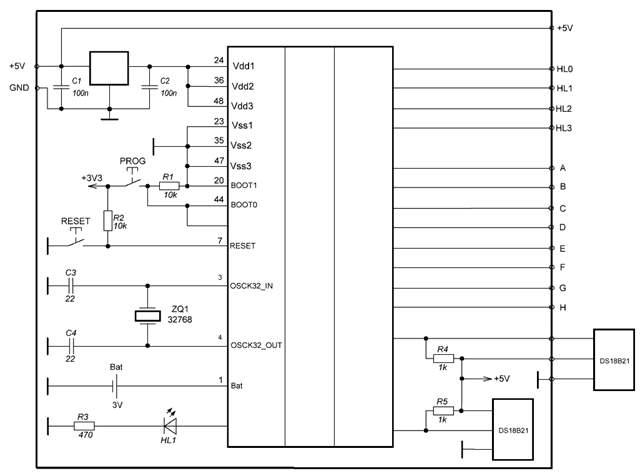 +5V
+5V
GND
C1
100n
C2
100n
24 Vdd1
36 Vdd2
48 Vdd3
23 Vss1
35 Vss2
47 Vss3
20 BOOT1
44 BOOT0
7 RESET
3 OSCK32_IN
4 OSCK32_OUT
1 Bat
PROG
+3V3
R1
10k
R2
10k
RESET
C3
22
ZQ1
32768
C4
22
Bat
3V
R3
470
HL1
HL0
HL1
HL2
HL3
A
B
C
D
E
F
G
H
R4
1k
+5V
R5
1k
DS18B21
DS18B21